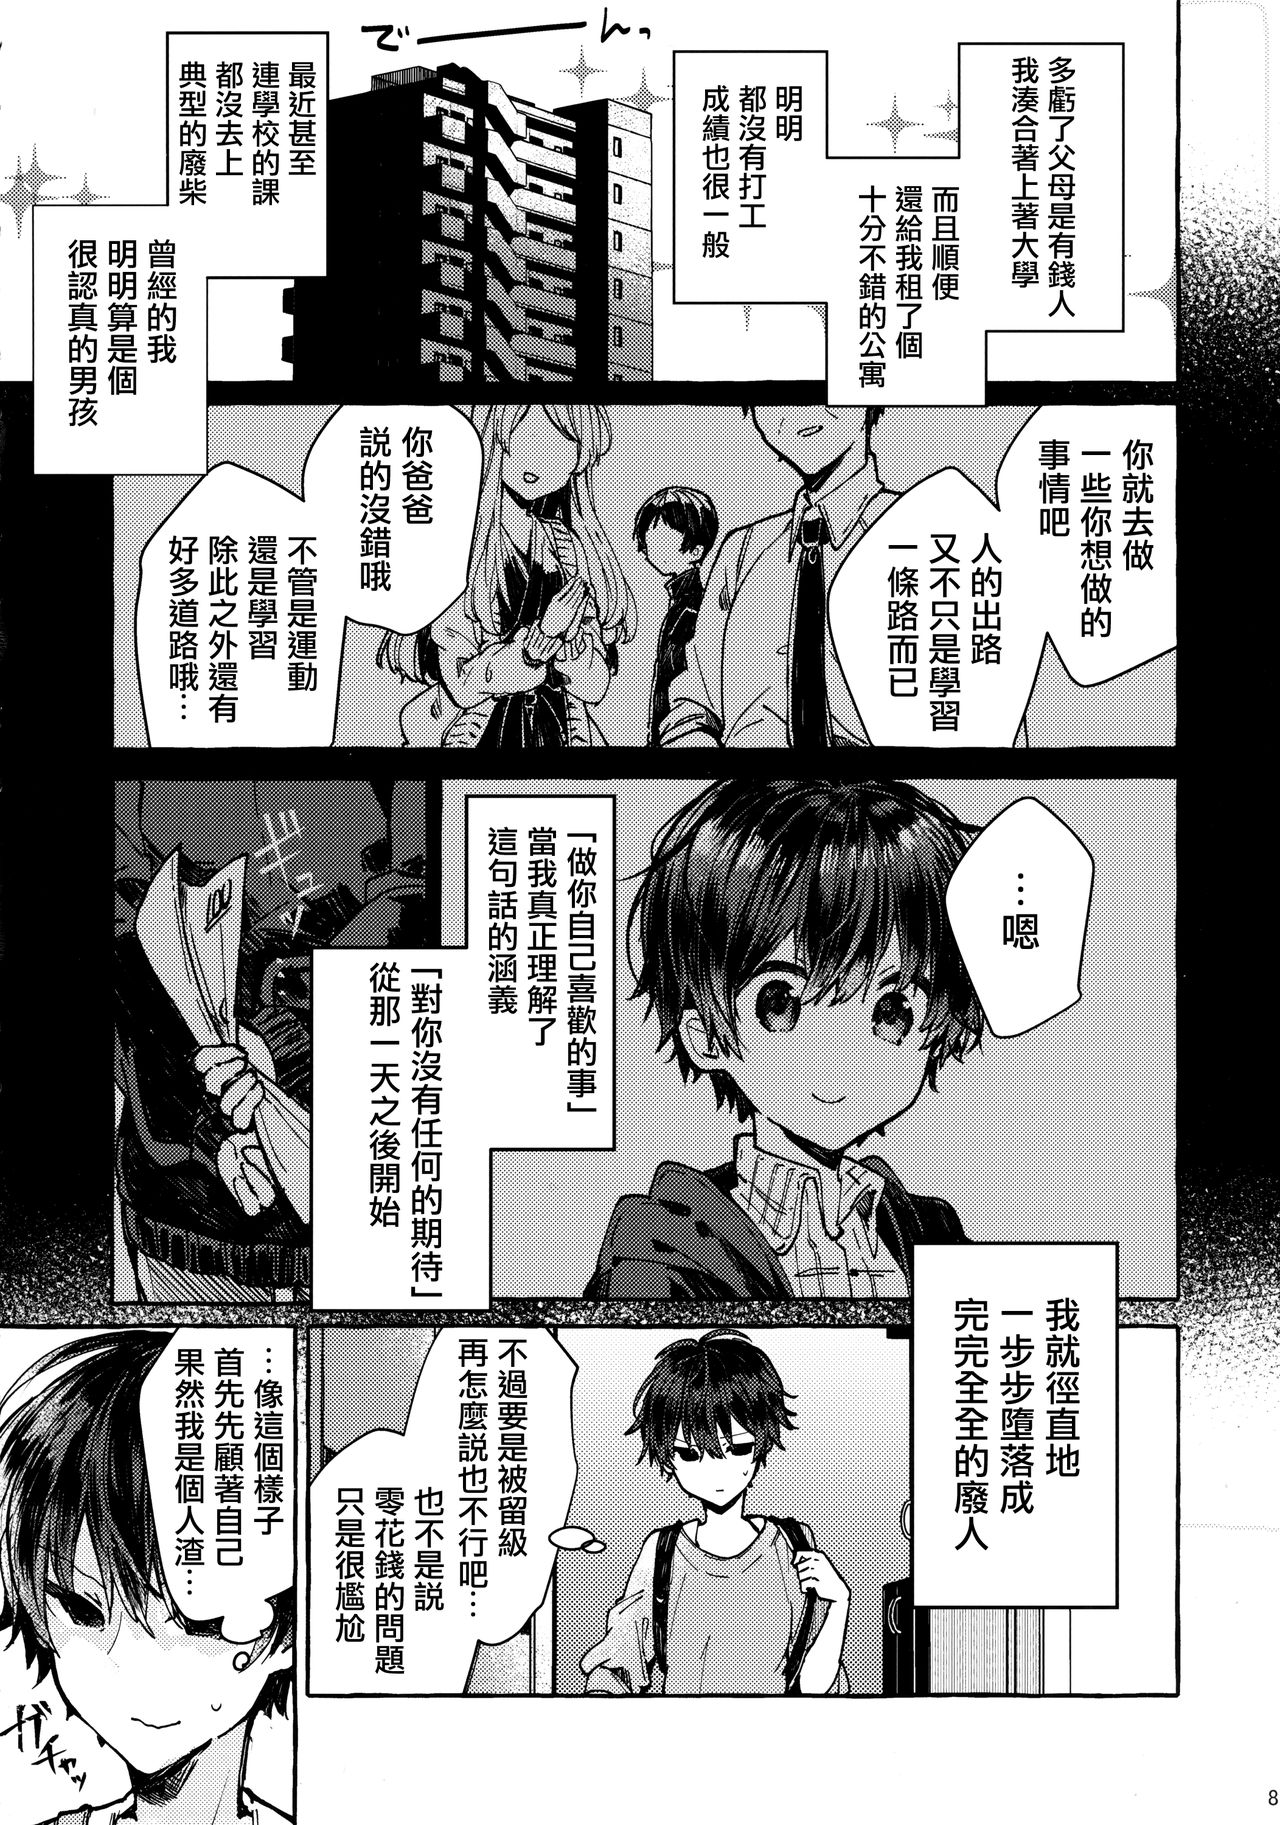 でーーーんっ
多虧了父母是有錢人
我湊合著上著大學
而且順便
還給我租了個
十分不錯的公寓
明明
都沒有打工
成績也很一般
最近甚至
連學校的課
都沒去上
典型的廢柴
曾經的我
明明算是個
很認真的男孩
你就去做
一些你想做的
事情吧
人的出路
又不只是學習
一條路而已
你爸爸
說的沒錯哦
不管是運動
還是學習
除此之外還有
好多道路哦…
…嗯
「做你自己喜歡的事」
當我真正理解了
這句話的涵義
「對你沒有任何的期待」
從那一天之後開始
ギュ
我就徑直地
一步步墮落成
完完全全的廢人
不過要是被留級
再怎麼說也不行吧…
也不是說
零花錢的問題
只是很尷尬
…像這個樣子
首先先顧著自己
果然我是個人渣…
ガチャッ
8